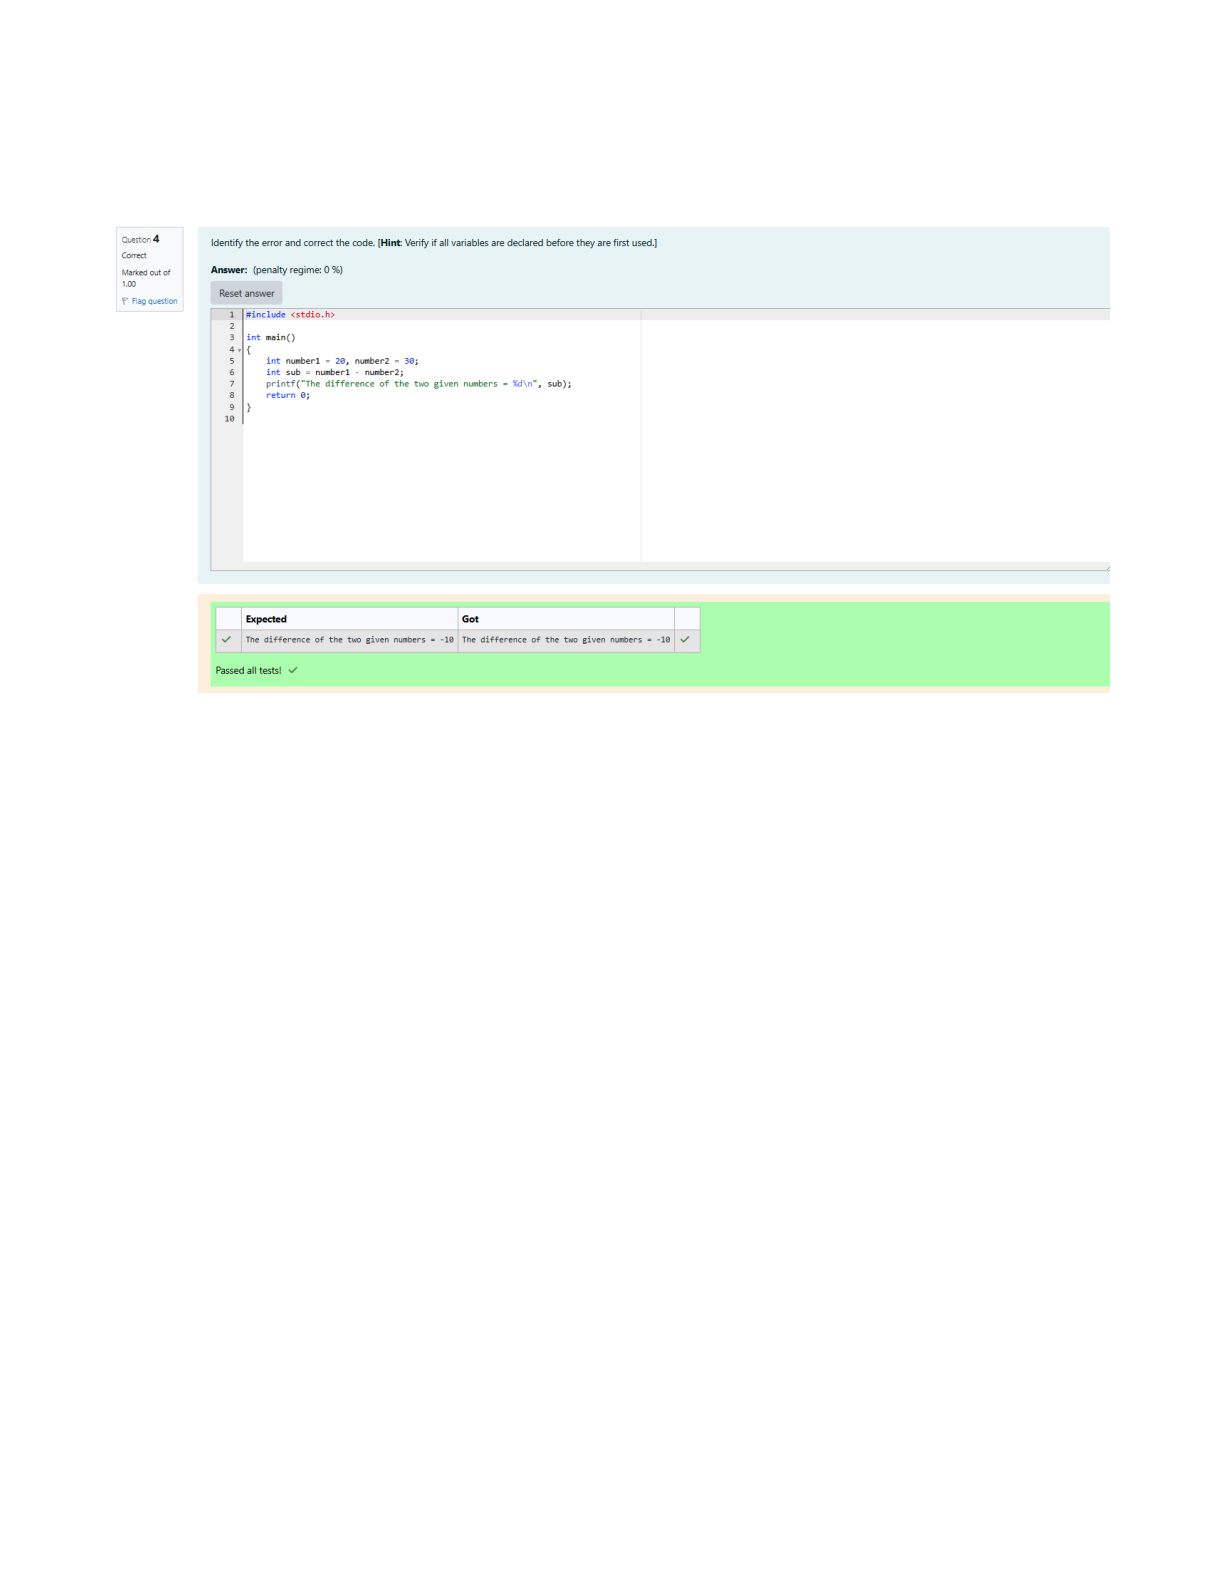 Question 4
Correct
Marked out of
1.00
Flag question
Identify the error and correct the code. [Hint: Verify if all variables are declared before they are first used.]
Answer: (penalty regime: 0 %)
Reset answer
1 #include <stdio.h>
2
3 int main()
4 {
5 int number1 = 20, number2 = 30;
6 int sub = number1 - number2;
7 printf("The difference of the two given numbers = %d\n", sub);
8 return 0;
9 }
10
Expected Got
The difference of the two given numbers = -10 The difference of the two given numbers = -10
Passed all tests!